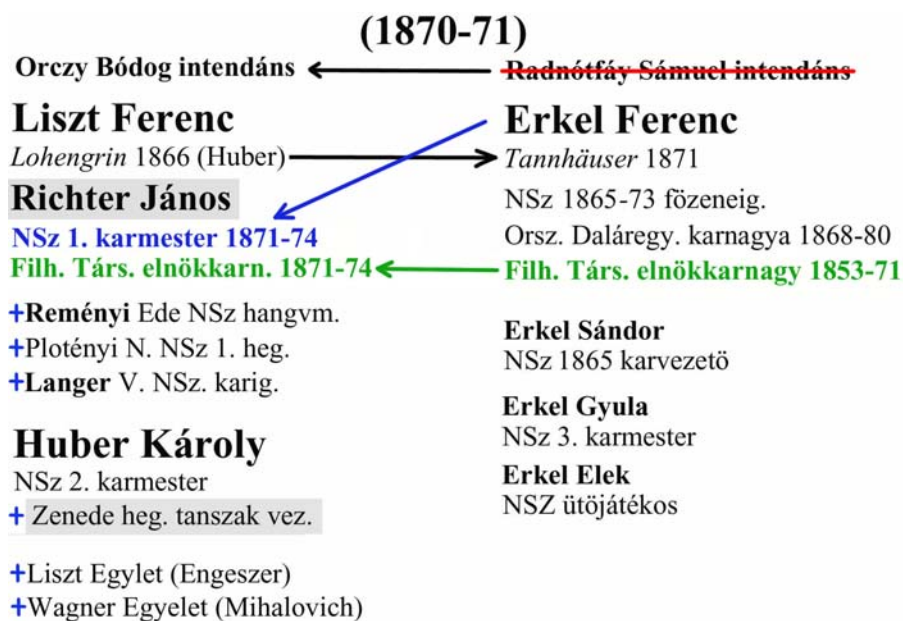 (1870-71)
Orczy Bódog intendáns
Radnótfáy Sámuel intendáns
Liszt Ferenc
Lohengrin 1866 (Huber)
Richter János
NSz 1. karmester 1871-74
Filh. Társ. elnökkarn. 1871-74
+Reményi Ede NSz hangvm.
+Plotényi N. NSz 1. heg.
+Langer V. NSz. karig.
Huber Károly
NSz 2. karmester
+ Zenede heg. tanszak vez.
+Liszt Egylet (Engeszer)
+Wagner Egyelet (Mihalovich)
Erkel Ferenc
Tannhäuser 1871
NSz 1865-73 fözeneig.
Orsz. Daláregy. karnagya 1868-80
Filh. Társ. elnökkarnagy 1853-71
Erkel Sándor
NSz 1865 karvezetö
Erkel Gyula
NSz 3. karmester
Erkel Elek
NSZ ütöjátékos